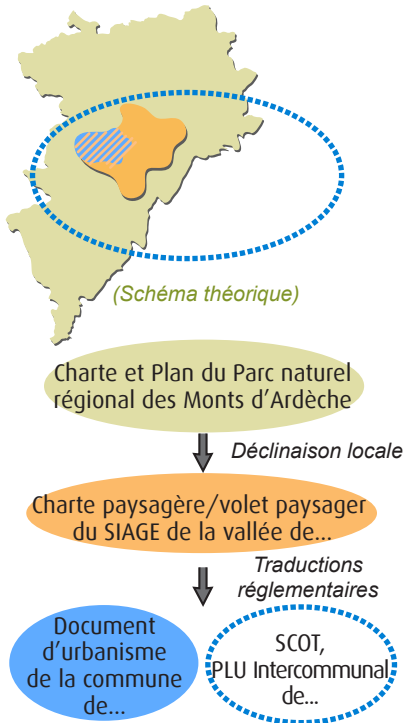 (Schéma théorique)
Charte et Plan du Parc naturel
régional des Monts d'Ardèche
Déclinaison locale
Charte paysagère/volet paysager
du SIAGE de la vallée de...
Traductions
réglementaires
Document
d'urbanisme
de la commune
de...
SCOT,
PLU Intercommunal
de...